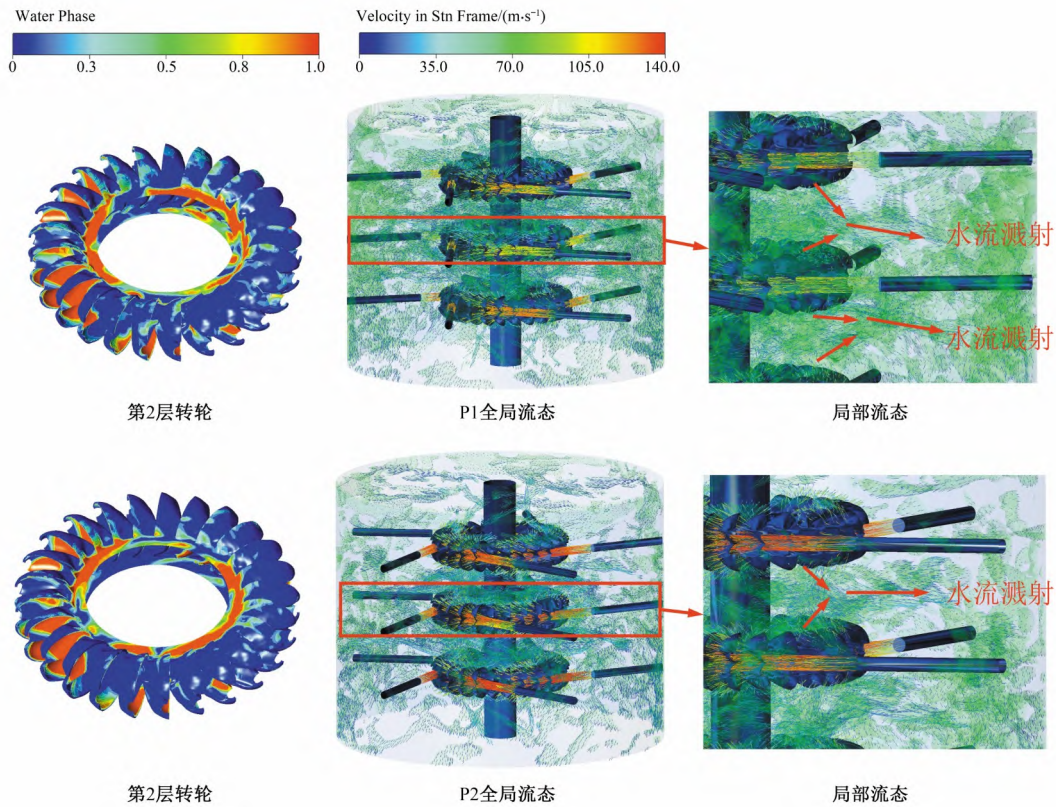 Water Phase
0 0.3 0.5 0.8 1.0
Velocity in Stn Frame/(m·s⁻¹)
0 35.0 70.0 105.0 140.0
水流溅射
水流溅射
第2层转轮
P1全局流态
局部流态
水流溅射
第2层转轮
P2全局流态
局部流态